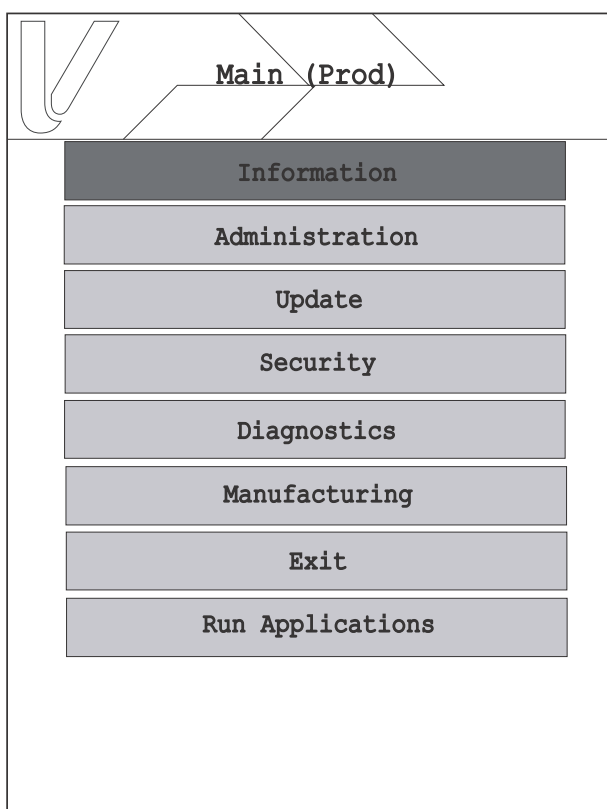 Main (Prod)
Information
Administration
Update
Security
Diagnostics
Manufacturing
Exit
Run Applications